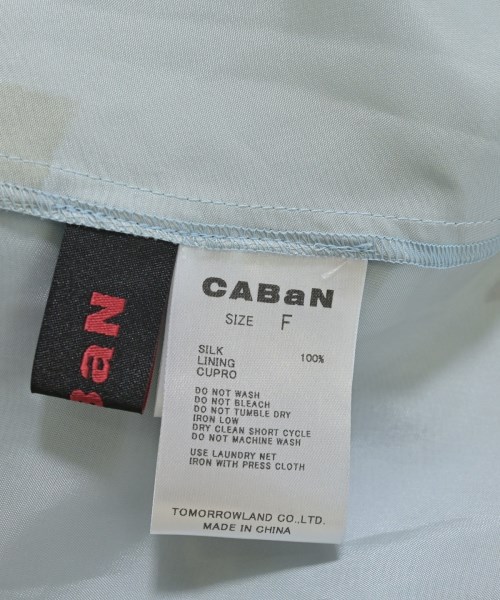 CABaN
SIZE F
SILK 100%
LINING
CUPRO
DO NOT WASH
DO NOT BLEACH
DO NOT TUMBLE DRY
IRON LOW
DRY CLEAN SHORT CYCLE
DO NOT MACHINE WASH
USE LAUNDRY NET
IRON WITH PRESS CLOTH
TOMORROWLAND CO.,LTD.
MADE IN CHINA
BaN